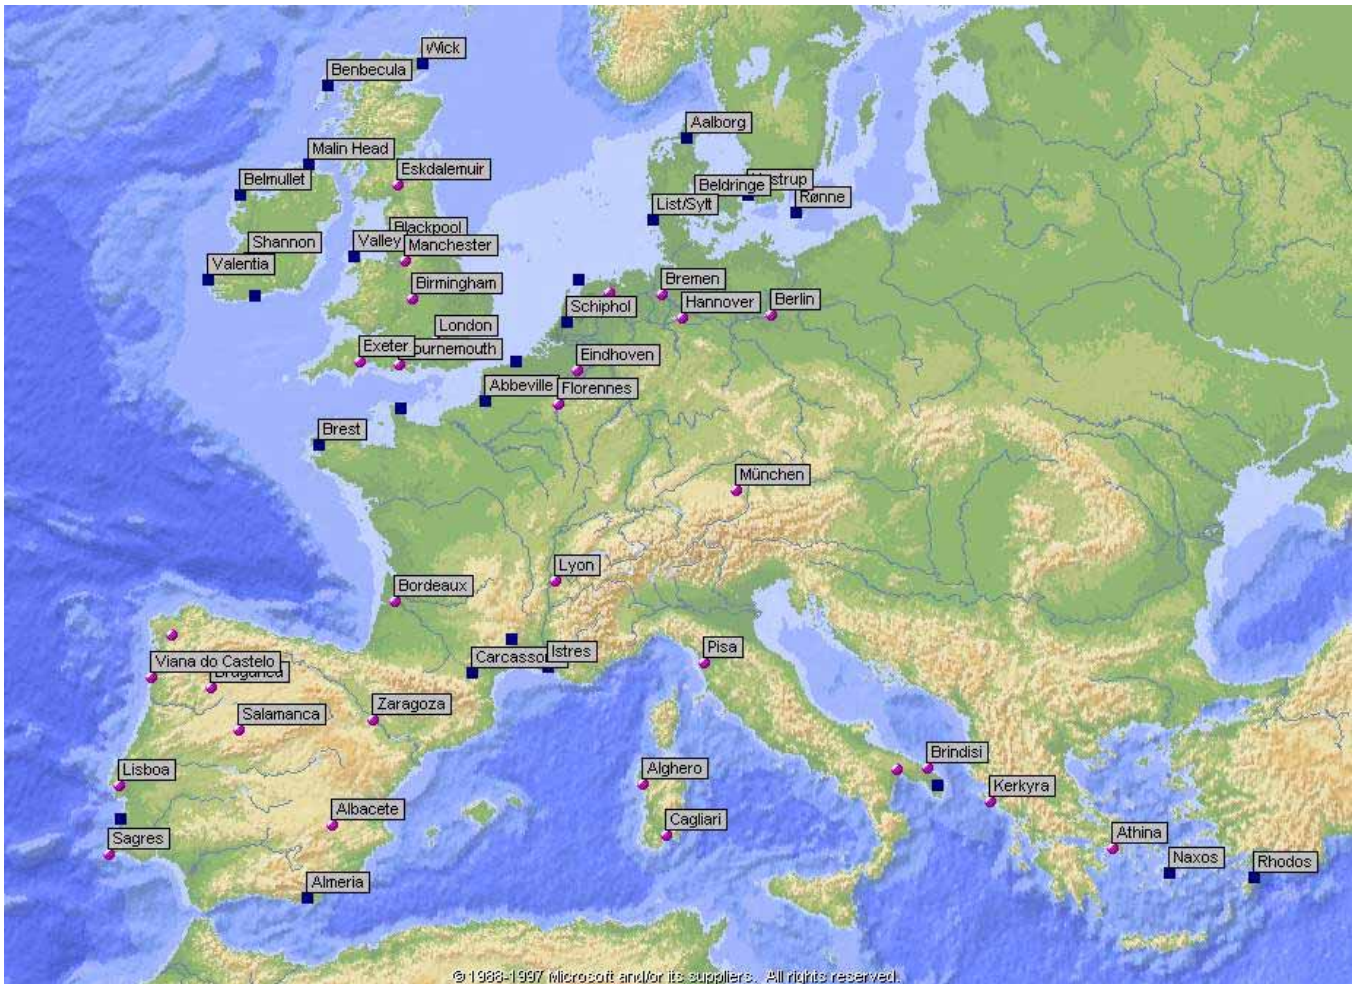 Wick
Benbecula
Aalborg
Malin Head
Eskdalemuir
Belmullet
Beldringe
Rønne
List/Sylt
Blackpool
Shannon
Valley
Manchester
Valentia
Birmingham
Bremen
Schiphol
Hannover
Berlin
London
Exeter
ournemouth
Eindhoven
Abbeville
Florennes
Brest
München
Lyon
Bordeaux
Istres
Carcasso
Pisa
Viana do Castelo
Zaragoza
Salamanca
Brindisi
Lisboa
Alghero
Kerkyra
Albacete
Cagliari
Athina
Sagres
Naxos
Rhodos
Almeria
©1988-1997 Microsoft and/or its suppliers. All rights reserved.